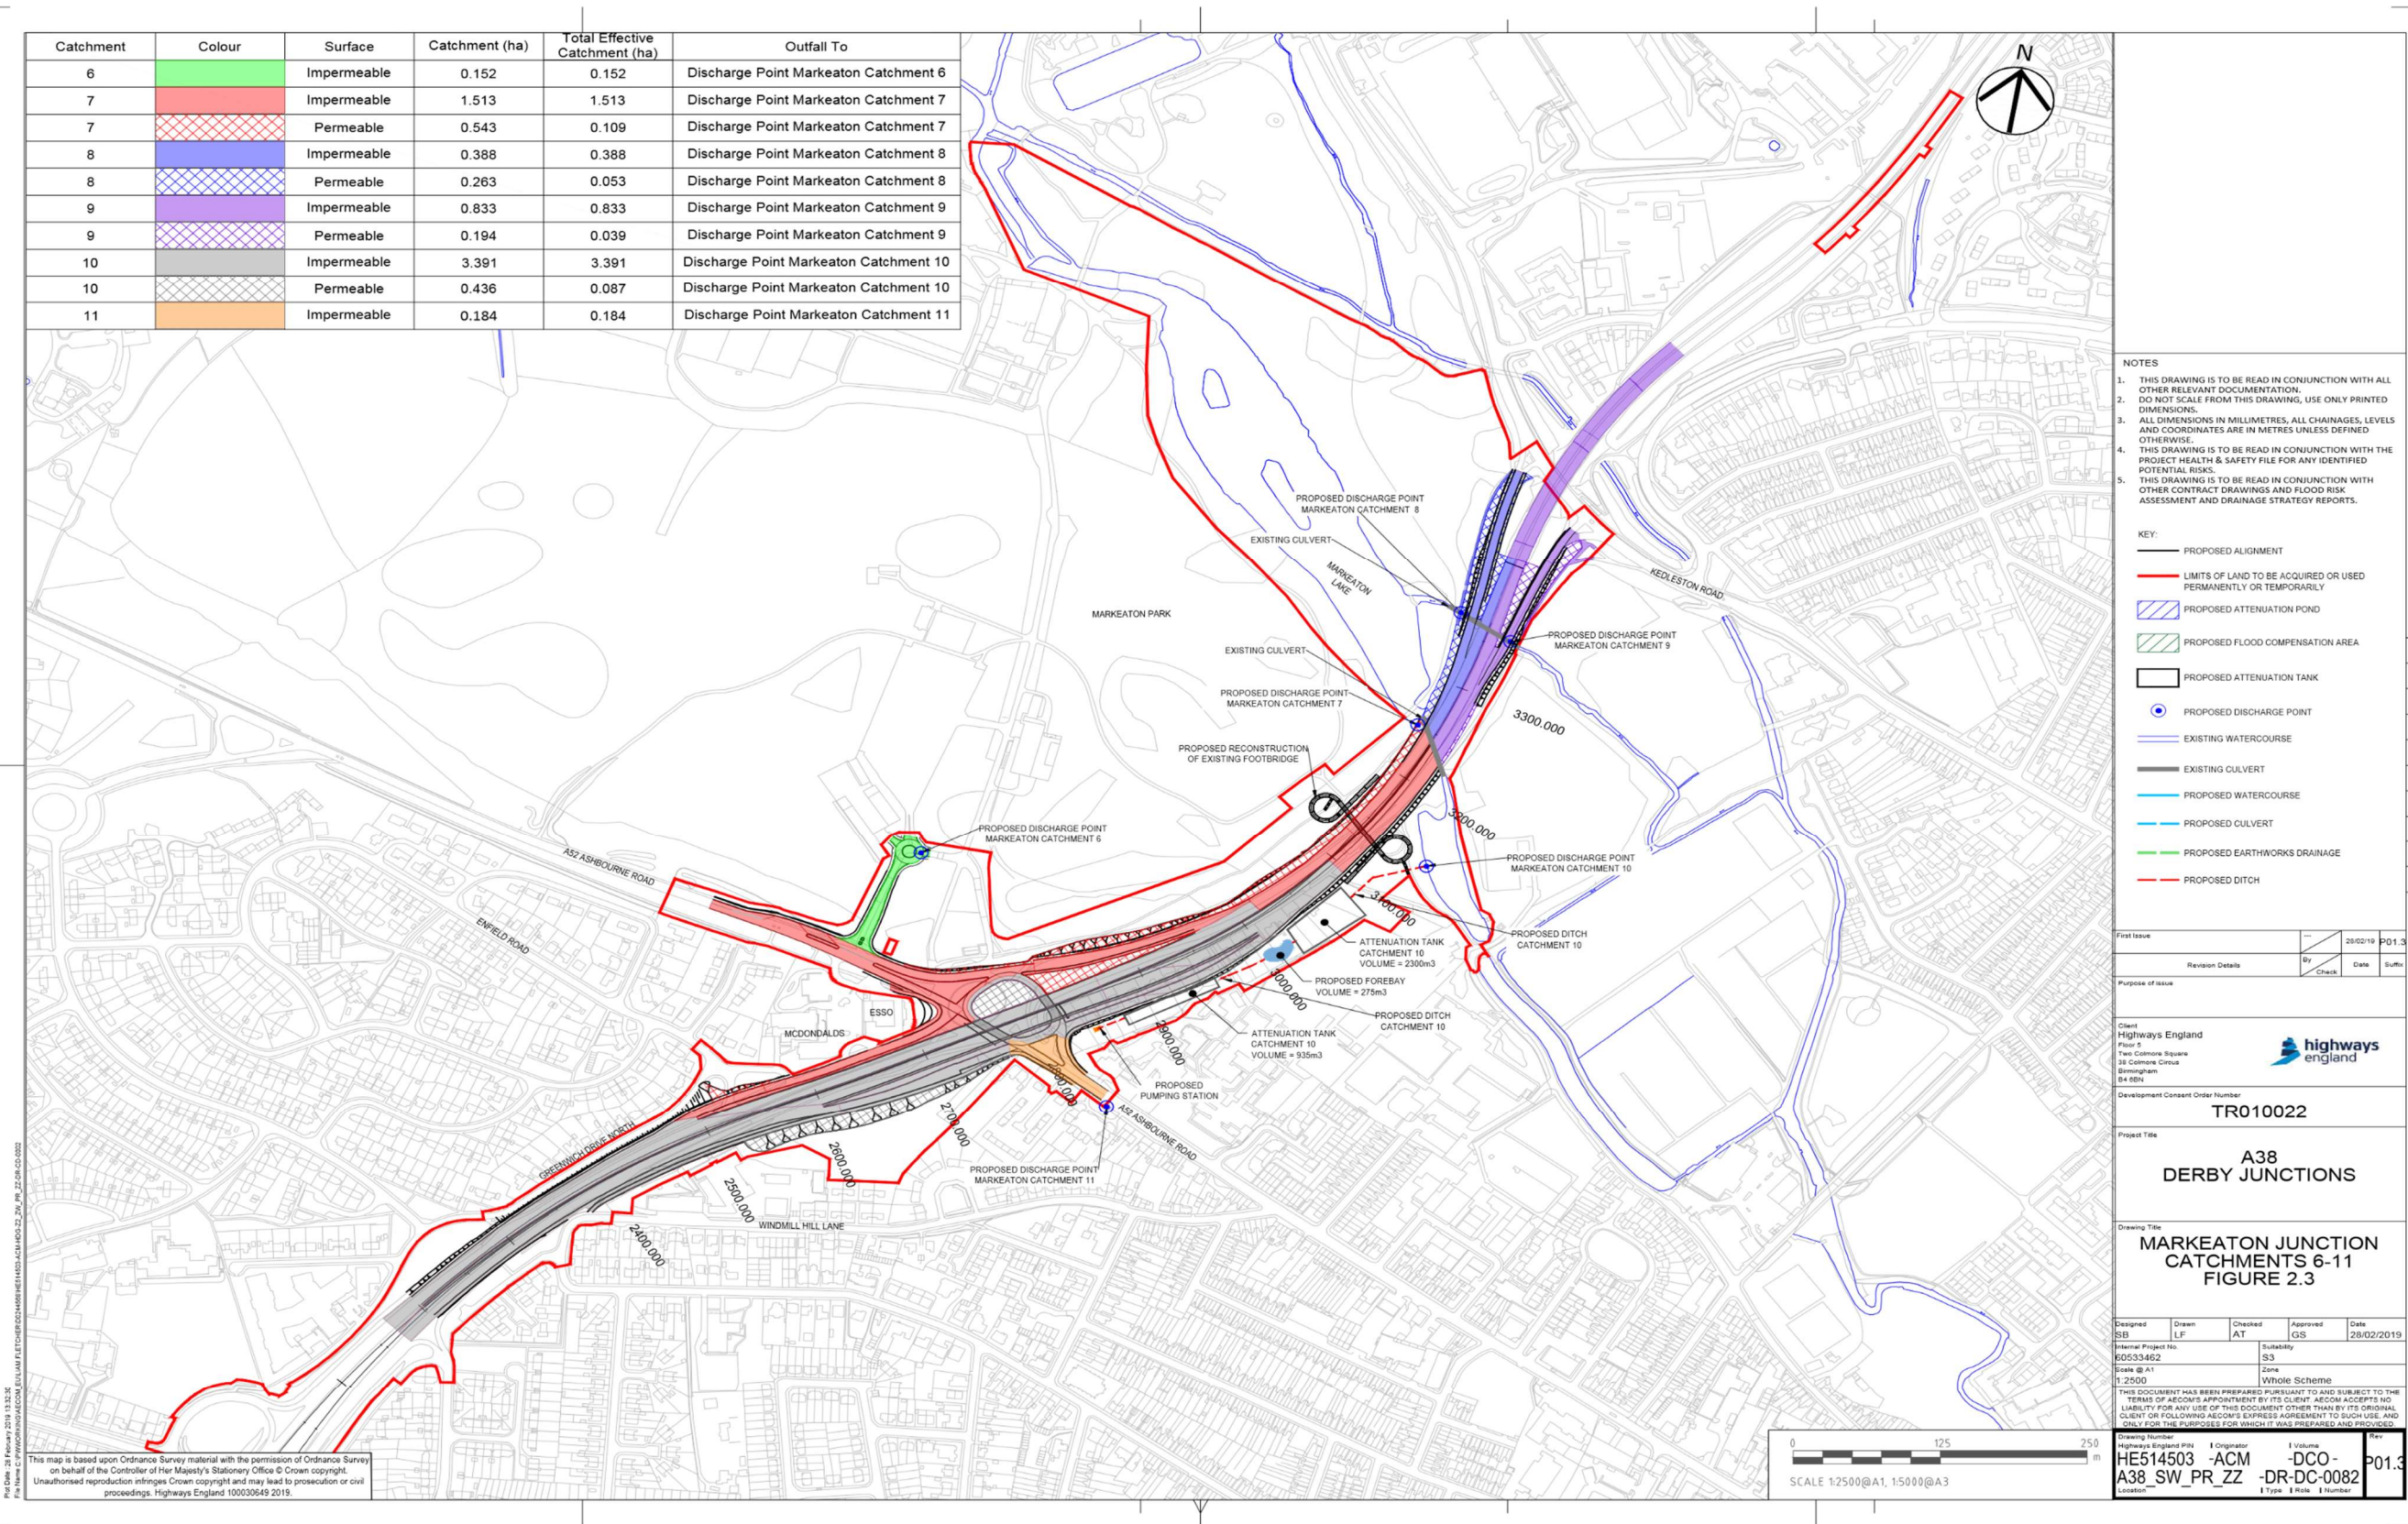 Catchment Colour Surface Catchment (ha) Total Effective Catchment (ha) Outfall To
6 Impermeable 0.152 0.152 Discharge Point Markeaton Catchment 6
7 Impermeable 1.513 1.513 Discharge Point Markeaton Catchment 7
7 Permeable 0.543 0.109 Discharge Point Markeaton Catchment 7
8 Impermeable 0.388 0.388 Discharge Point Markeaton Catchment 8
8 Permeable 0.263 0.053 Discharge Point Markeaton Catchment 8
9 Impermeable 0.833 0.833 Discharge Point Markeaton Catchment 9
9 Permeable 0.194 0.039 Discharge Point Markeaton Catchment 9
10 Impermeable 3.391 3.391 Discharge Point Markeaton Catchment 10
10 Permeable 0.436 0.087 Discharge Point Markeaton Catchment 10
11 Impermeable 0.184 0.184 Discharge Point Markeaton Catchment 11
N
PROPOSED DISCHARGE POINT
MARKEATON CATCHMENT 8
EXISTING CULVERT
MARKEATON
LAKE
KEDLESTON ROAD
MARKEATON PARK
PROPOSED DISCHARGE POINT
MARKEATON CATCHMENT 9
EXISTING CULVERT
PROPOSED DISCHARGE POINT
MARKEATON CATCHMENT 7
3300.000
PROPOSED RECONSTRUCTION
OF EXISTING FOOTBRIDGE
3200.000
PROPOSED DISCHARGE POINT
MARKEATON CATCHMENT 6
A52 ASHBOURNE ROAD
PROPOSED DISCHARGE POINT
MARKEATON CATCHMENT 10
3100.000
ENFIELD ROAD
PROPOSED DITCH
CATCHMENT 10
ATTENUATION TANK
CATCHMENT 10
VOLUME = 2300m3
PROPOSED FOREBAY
VOLUME = 275m3
3000.000
ESSO
MCDONALDS
PROPOSED DITCH
CATCHMENT 10
ATTENUATION TANK
CATCHMENT 10
VOLUME = 935m3
2900.000
PROPOSED
PUMPING STATION
2800.000
A52 ASHBOURNE ROAD
2700.000
GREENWICH DRIVE NORTH
2600.000
PROPOSED DISCHARGE POINT
MARKEATON CATCHMENT 11
2500.000
WINDMILL HILL LANE
2400.000
NOTES
1. THIS DRAWING IS TO BE READ IN CONJUNCTION WITH ALL
OTHER RELEVANT DOCUMENTATION.
2. DO NOT SCALE FROM THIS DRAWING, USE ONLY PRINTED
DIMENSIONS.
3. ALL DIMENSIONS IN MILLIMETRES, ALL CHAINAGES, LEVELS
AND COORDINATES ARE IN METRES UNLESS DEFINED
OTHERWISE.
4. THIS DRAWING IS TO BE READ IN CONJUNCTION WITH THE
PROJECT HEALTH & SAFETY FILE FOR ANY IDENTIFIED
POTENTIAL RISKS.
5. THIS DRAWING IS TO BE READ IN CONJUNCTION WITH
OTHER CONTRACT DRAWINGS AND FLOOD RISK
ASSESSMENT AND DRAINAGE STRATEGY REPORTS.
KEY:
PROPOSED ALIGNMENT
LIMITS OF LAND TO BE ACQUIRED OR USED
PERMANENTLY OR TEMPORARILY
PROPOSED ATTENUATION POND
PROPOSED FLOOD COMPENSATION AREA
PROPOSED ATTENUATION TANK
PROPOSED DISCHARGE POINT
EXISTING WATERCOURSE
EXISTING CULVERT
PROPOSED WATERCOURSE
PROPOSED CULVERT
PROPOSED EARTHWORKS DRAINAGE
PROPOSED DITCH
First Issue 28/02/19 P01.3
Revision Details By Check Date Suffix
Purpose of issue
Client
Highways England
Floor 5
Two Colmore Square
38 Colmore Circus
Birmingham
B4 6BN
highways
england
Development Consent Order Number
TR010022
Project Title
A38
DERBY JUNCTIONS
Drawing Title
MARKEATON JUNCTION
CATCHMENTS 6-11
FIGURE 2.3
Designed Drawn Checked Approved Date
SB LF AT GS 28/02/2019
Internal Project No. Suitability
60533462 S3
Scale @ A1 Zone
1:2500 Whole Scheme
THIS DOCUMENT HAS BEEN PREPARED PURSUANT TO AND SUBJECT TO THE
TERMS OF AECOM'S APPOINTMENT BY ITS CLIENT. AECOM ACCEPTS NO
LIABILITY FOR ANY USE OF THIS DOCUMENT OTHER THAN BY ITS ORIGINAL
CLIENT OR FOLLOWING AECOM'S EXPRESS AGREEMENT TO SUCH USE, AND
ONLY FOR THE PURPOSES FOR WHICH IT WAS PREPARED AND PROVIDED.
Drawing Number Rev
Highways England PIN Originator Volume
HE514503 -ACM -DCO - P01.3
A38_SW_PR_ZZ -DR-DC-0082
Location Type Role Number
0 125 250
m
SCALE 1:2500@A1, 1:5000@A3
This map is based upon Ordnance Survey material with the permission of Ordnance Survey
on behalf of the Controller of Her Majesty's Stationery Office © Crown copyright.
Unauthorised reproduction infringes Crown copyright and may lead to prosecution or civil
proceedings. Highways England 100030649 2019.
Plot Date : 28 February 2019 13:32:30